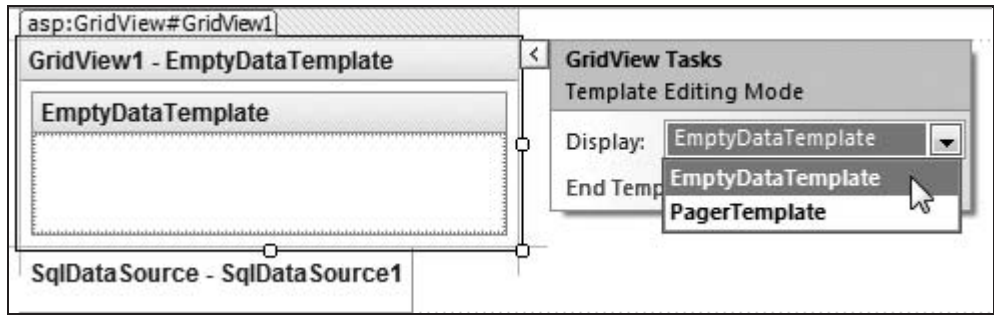 asp:GridView#GridView1
GridView1 - EmptyDataTemplate
EmptyDataTemplate
SqlDataSource - SqlDataSource1
GridView Tasks
Template Editing Mode
Display: EmptyDataTemplate
EmptyDataTemplate
End Temp
PagerTemplate